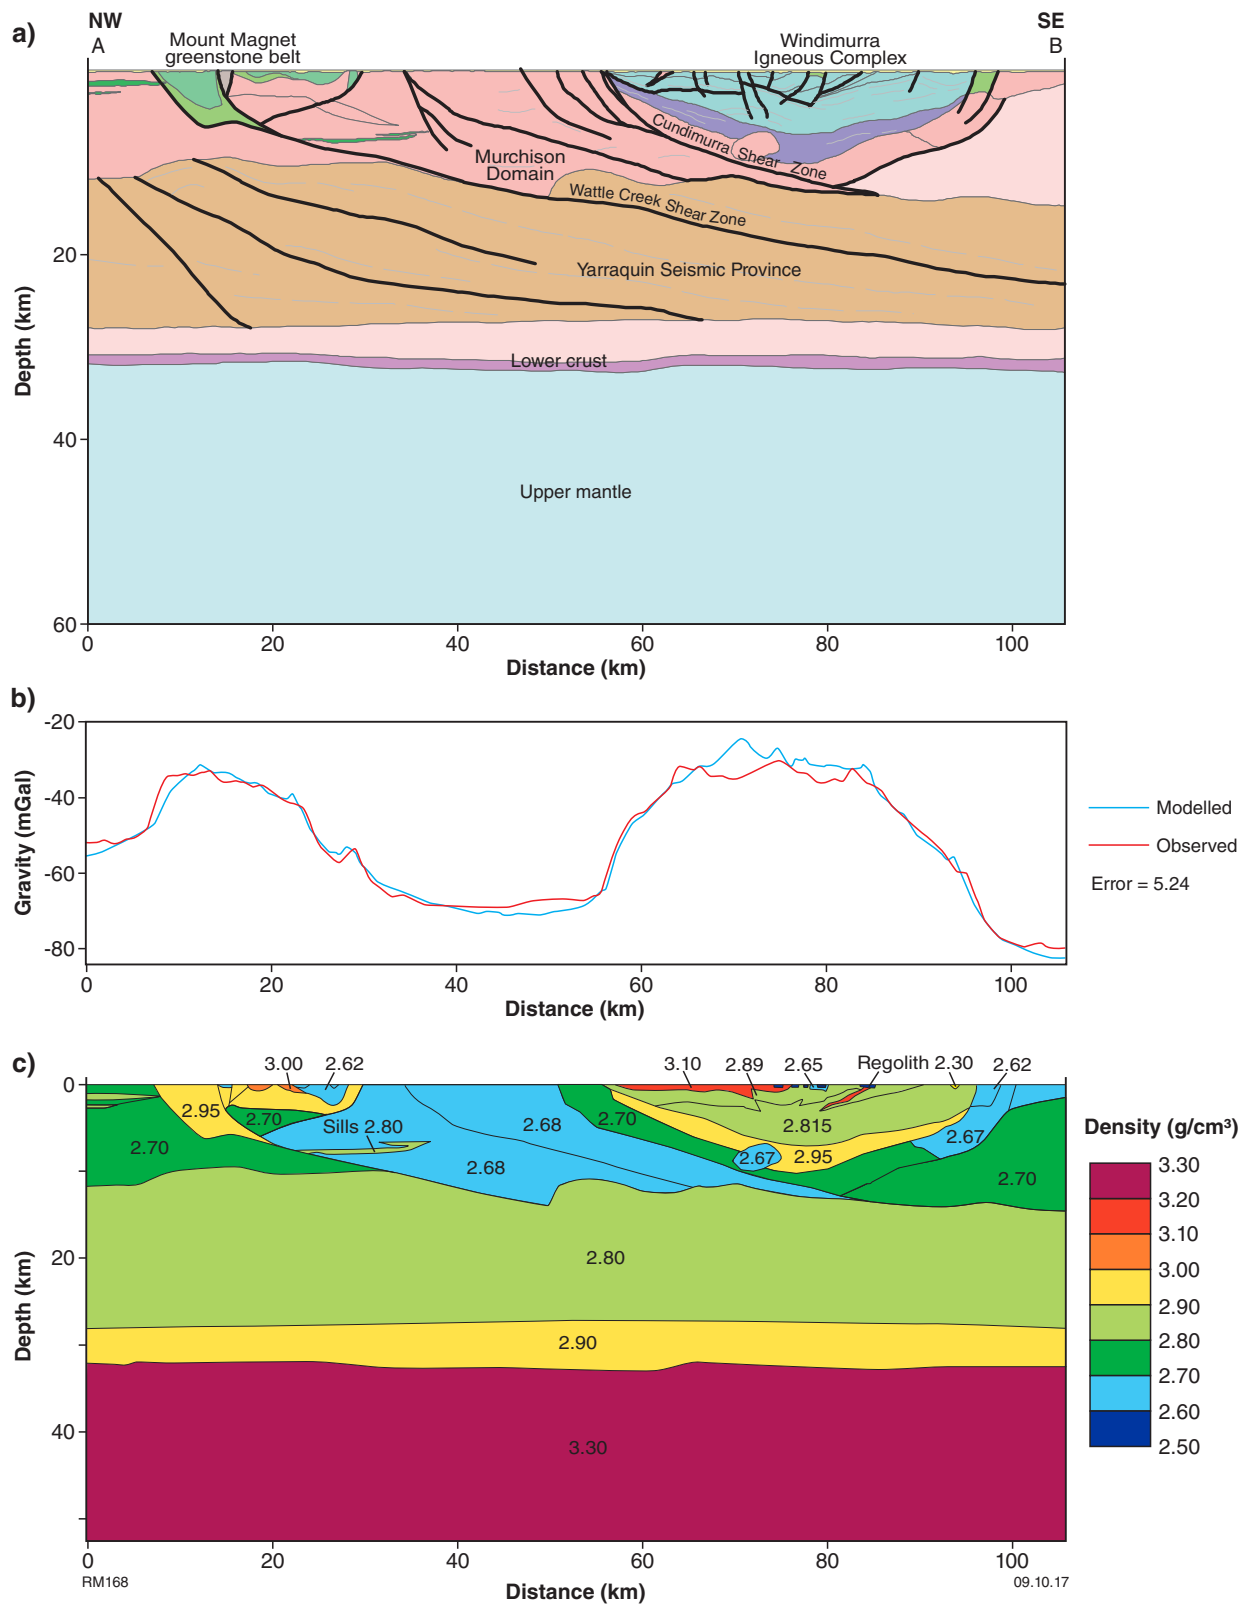 a)
NW
A
SE
B
Mount Magnet
greenstone belt
Windimurra
Igneous Complex
Cundimurra Shear Zone
Murchison
Domain
Wattle Creek Shear Zone
Yarraquin Seismic Province
Lower crust
Upper mantle
20
40
60
Depth (km)
0 20 40 60 80 100
Distance (km)
b)
-20
-40
-60
-80
Gravity (mGal)
Modelled
Observed
Error = 5.24
0 20 40 60 80 100
Distance (km)
c)
3.00 2.62 3.10 2.89 2.65 Regolith 2.30 2.62
0
20
40
Depth (km)
2.95
2.70
2.70
Sills 2.80
2.68
2.68
2.70
2.815
2.67
2.95
2.67
2.70
2.80
2.90
3.30
Density (g/cm³)
3.30
3.20
3.10
3.00
2.90
2.80
2.70
2.60
2.50
0 20 40 60 80 100
Distance (km)
RM168
09.10.17